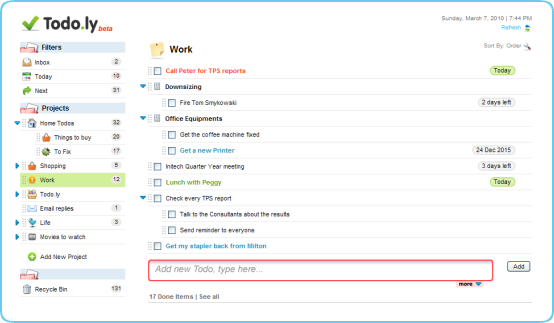 Todo.ly beta
Sunday, March 7, 2010 | 7:44 PM
Refresh
Filters
Inbox 2
Today 10
Next 31
Projects
Home Todos 32
Things to buy 20
To Fix 17
Shopping 5
Work 12
Todo.ly
Email replies 1
Life 3
Movies to watch
Add New Project
Recycle Bin 131
Work
Sort By: Order
Call Peter for TPS reports Today
Downsizing
Fire Tom Smykowski 2 days left
Office Equipments
Get the coffee machine fixed
Get a new Printer 24 Dec 2015
Initech Quarter Year meeting 3 days left
Lunch with Peggy Today
Check every TPS report
Talk to the Consultants about the results
Send reminder to everyone
Get my stapler back from Milton
Add new Todo, type here... Add
more
17 Done Items | See all